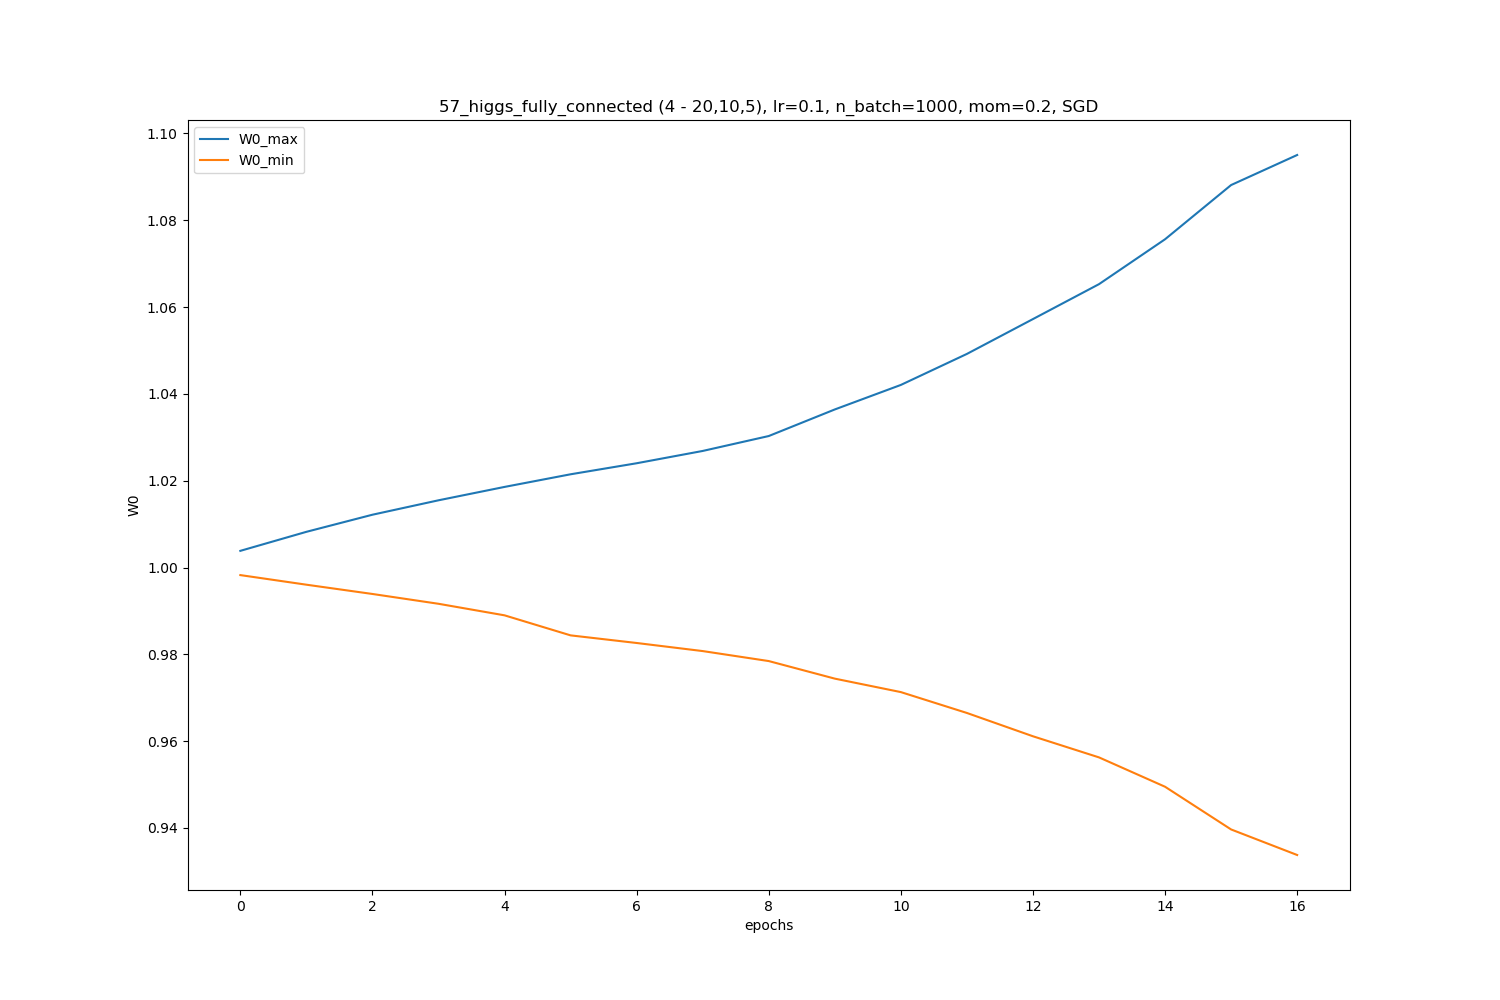 57_higgs_fully_connected (4 - 20,10,5), lr=0.1, n_batch=1000, mom=0.2, SGD
W0_max
W0_min
1.10
1.08
1.06
1.04
1.02
1.00
0.98
0.96
0.94
W0
0 2 4 6 8 10 12 14 16
epochs